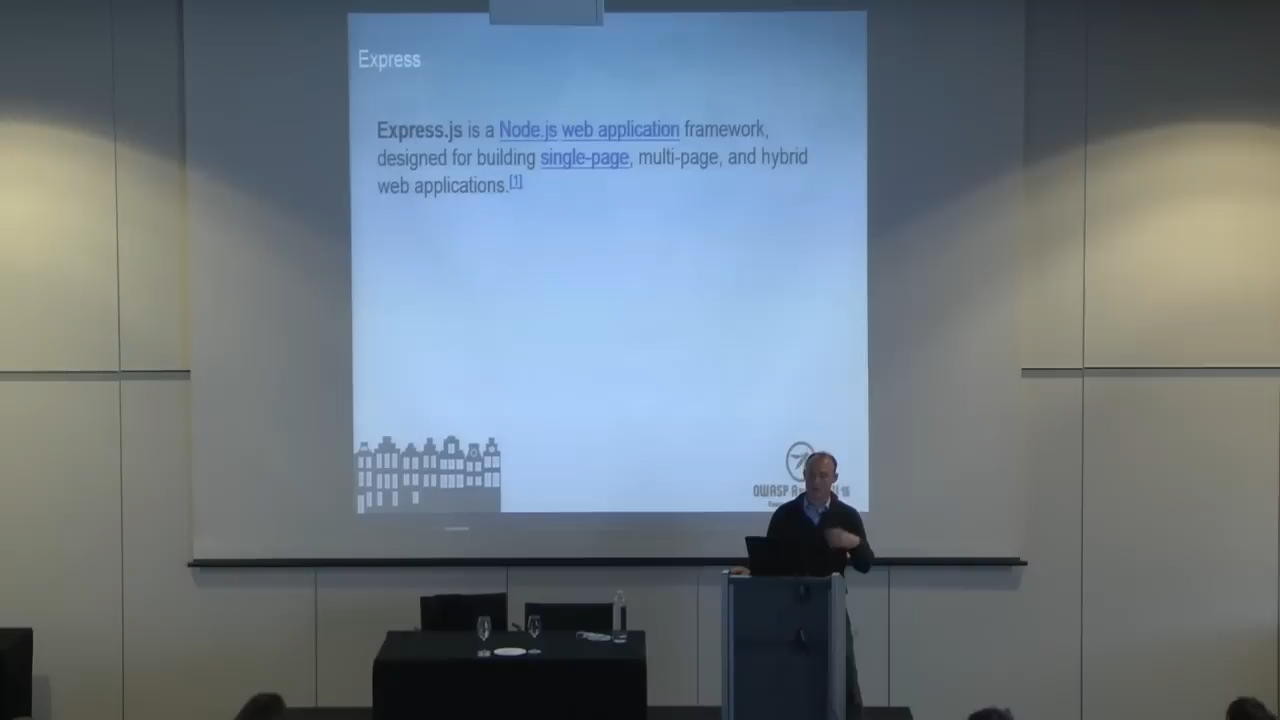 Express
Express.js is a Node.js web application framework,
designed for building single-page, multi-page, and hybrid
web applications.[1]
OWASP